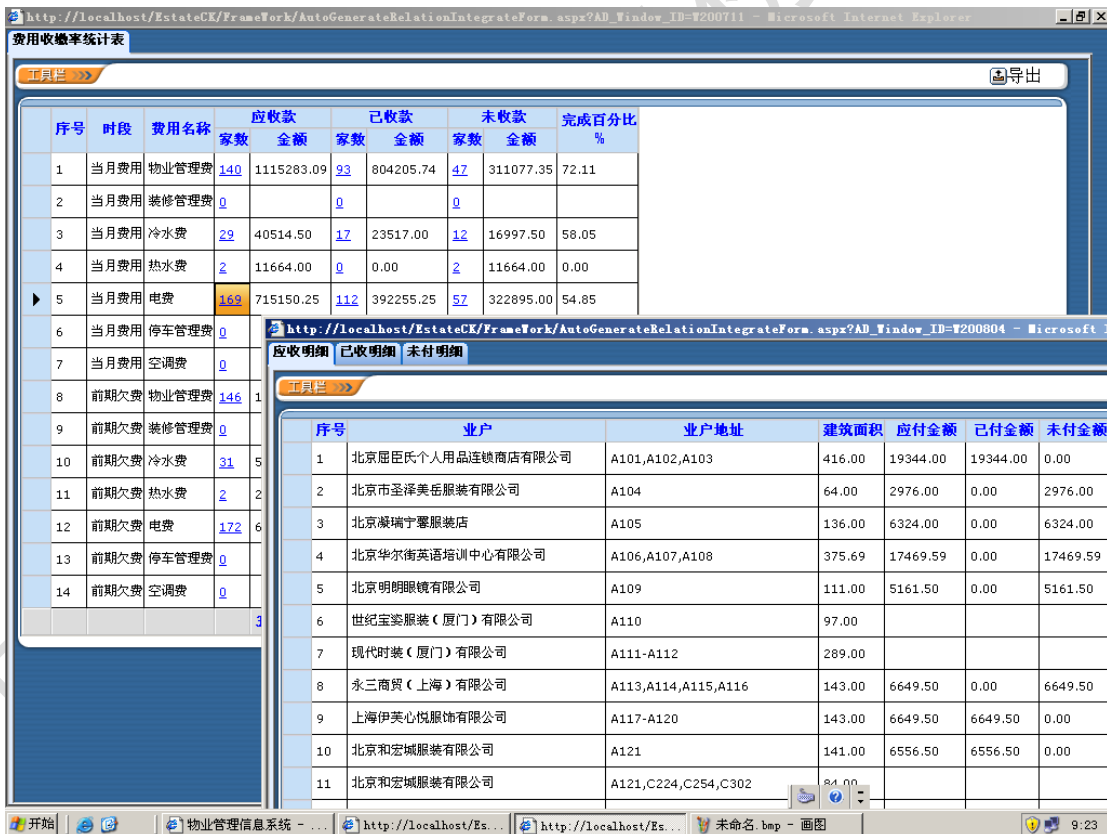 http://localhost/EstateCK/FrameWork/AutoGenerateRelationIntegrateForm.aspx?AD_Window_ID=W200711 - Microsoft Internet Explorer
费用收缴率统计表
工具栏 导出
序号 时段 费用名称 应收款 已收款 未收款 完成百分比%
家数 金额 家数 金额 家数 金额
1 当月费用 物业管理费 140 1115283.09 93 804205.74 47 311077.35 72.11
2 当月费用 装修管理费 0 0 0
3 当月费用 冷水费 29 40514.50 17 23517.00 12 16997.50 58.05
4 当月费用 热水费 2 11664.00 0 0.00 2 11664.00 0.00
5 当月费用 电费 169 715150.25 112 392255.25 57 322895.00 54.85
6 当月费用 停车管理费 0
7 当月费用 空调费 0
8 前期欠费 物业管理费 146 1
9 前期欠费 装修管理费 0
10 前期欠费 冷水费 31 5
11 前期欠费 热水费 2 2
12 前期欠费 电费 172 6
13 前期欠费 停车管理费 0
14 前期欠费 空调费 0
http://localhost/EstateCK/FrameWork/AutoGenerateRelationIntegrateForm.aspx?AD_Window_ID=W200804 - Microsoft
应收明细 已收明细 未付明细
工具栏
序号 业户 业户地址 建筑面积 应付金额 已付金额 未付金额
1 北京屈臣氏个人用品连锁商店有限公司 A101,A102,A103 416.00 19344.00 19344.00 0.00
2 北京市圣泽美岳服装有限公司 A104 64.00 2976.00 0.00 2976.00
3 北京凝瑞宁馨服装店 A105 136.00 6324.00 0.00 6324.00
4 北京华尔街英语培训中心有限公司 A106,A107,A108 375.69 17469.59 0.00 17469.59
5 北京明朗眼镜有限公司 A109 111.00 5161.50 0.00 5161.50
6 世纪宝姿服装（厦门）有限公司 A110 97.00
7 现代时装（厦门）有限公司 A111-A112 289.00
8 永三商贸（上海）有限公司 A113,A114,A115,A116 143.00 6649.50 0.00 6649.50
9 上海伊芙心悦服饰有限公司 A117-A120 143.00 6649.50 6649.50 0.00
10 北京和宏城服装有限公司 A121 141.00 6556.50 6556.50 0.00
11 北京和宏城服装有限公司 A121,C224,C254,C302 84.00
开始 物业管理信息系统 - ... http://localhost/Es... http://localhost/Es... 未命名.bmp - 画图 9:23